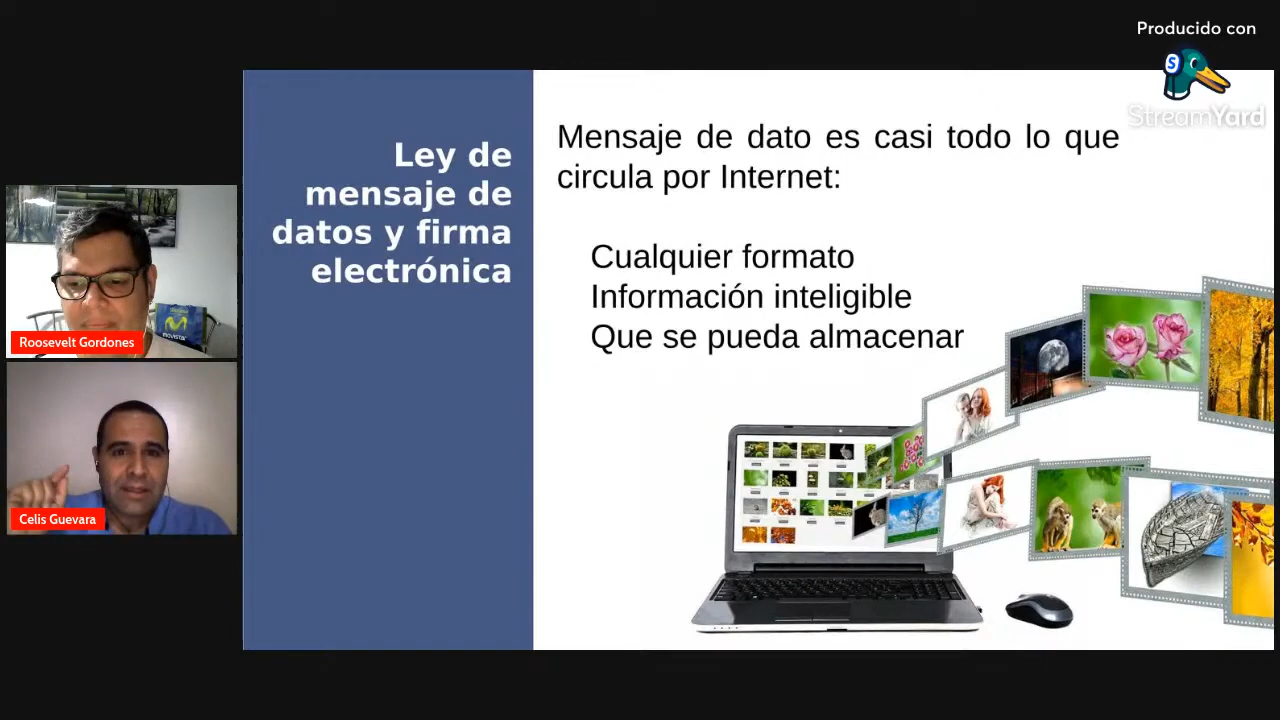 Producido con
StreamYard
Ley de
mensaje de
datos y firma
electrónica
Mensaje de dato es casi todo lo que
circula por Internet:
Cualquier formato
Información inteligible
Que se pueda almacenar
movistar
Roosevelt Gordones
Celis Guevara